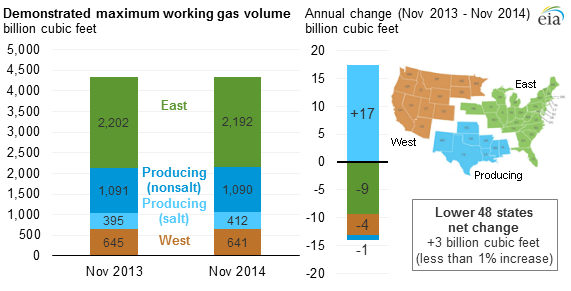 Demonstrated maximum working gas volume
billion cubic feet
5,000
4,500
4,000
3,500
3,000
2,500
2,000
1,500
1,000
500
0
2,202
1,091
395
645
East
Producing
(nonsalt)
Producing
(salt)
West
2,192
1,090
412
641
Nov 2013
Nov 2014
Annual change (Nov 2013 - Nov 2014)
billion cubic feet
eia
20
15
10
5
0
-5
-10
-15
-20
+17
-9
-4
-1
East
West
Producing
Lower 48 states
net change
+3 billion cubic feet
(less than 1% increase)